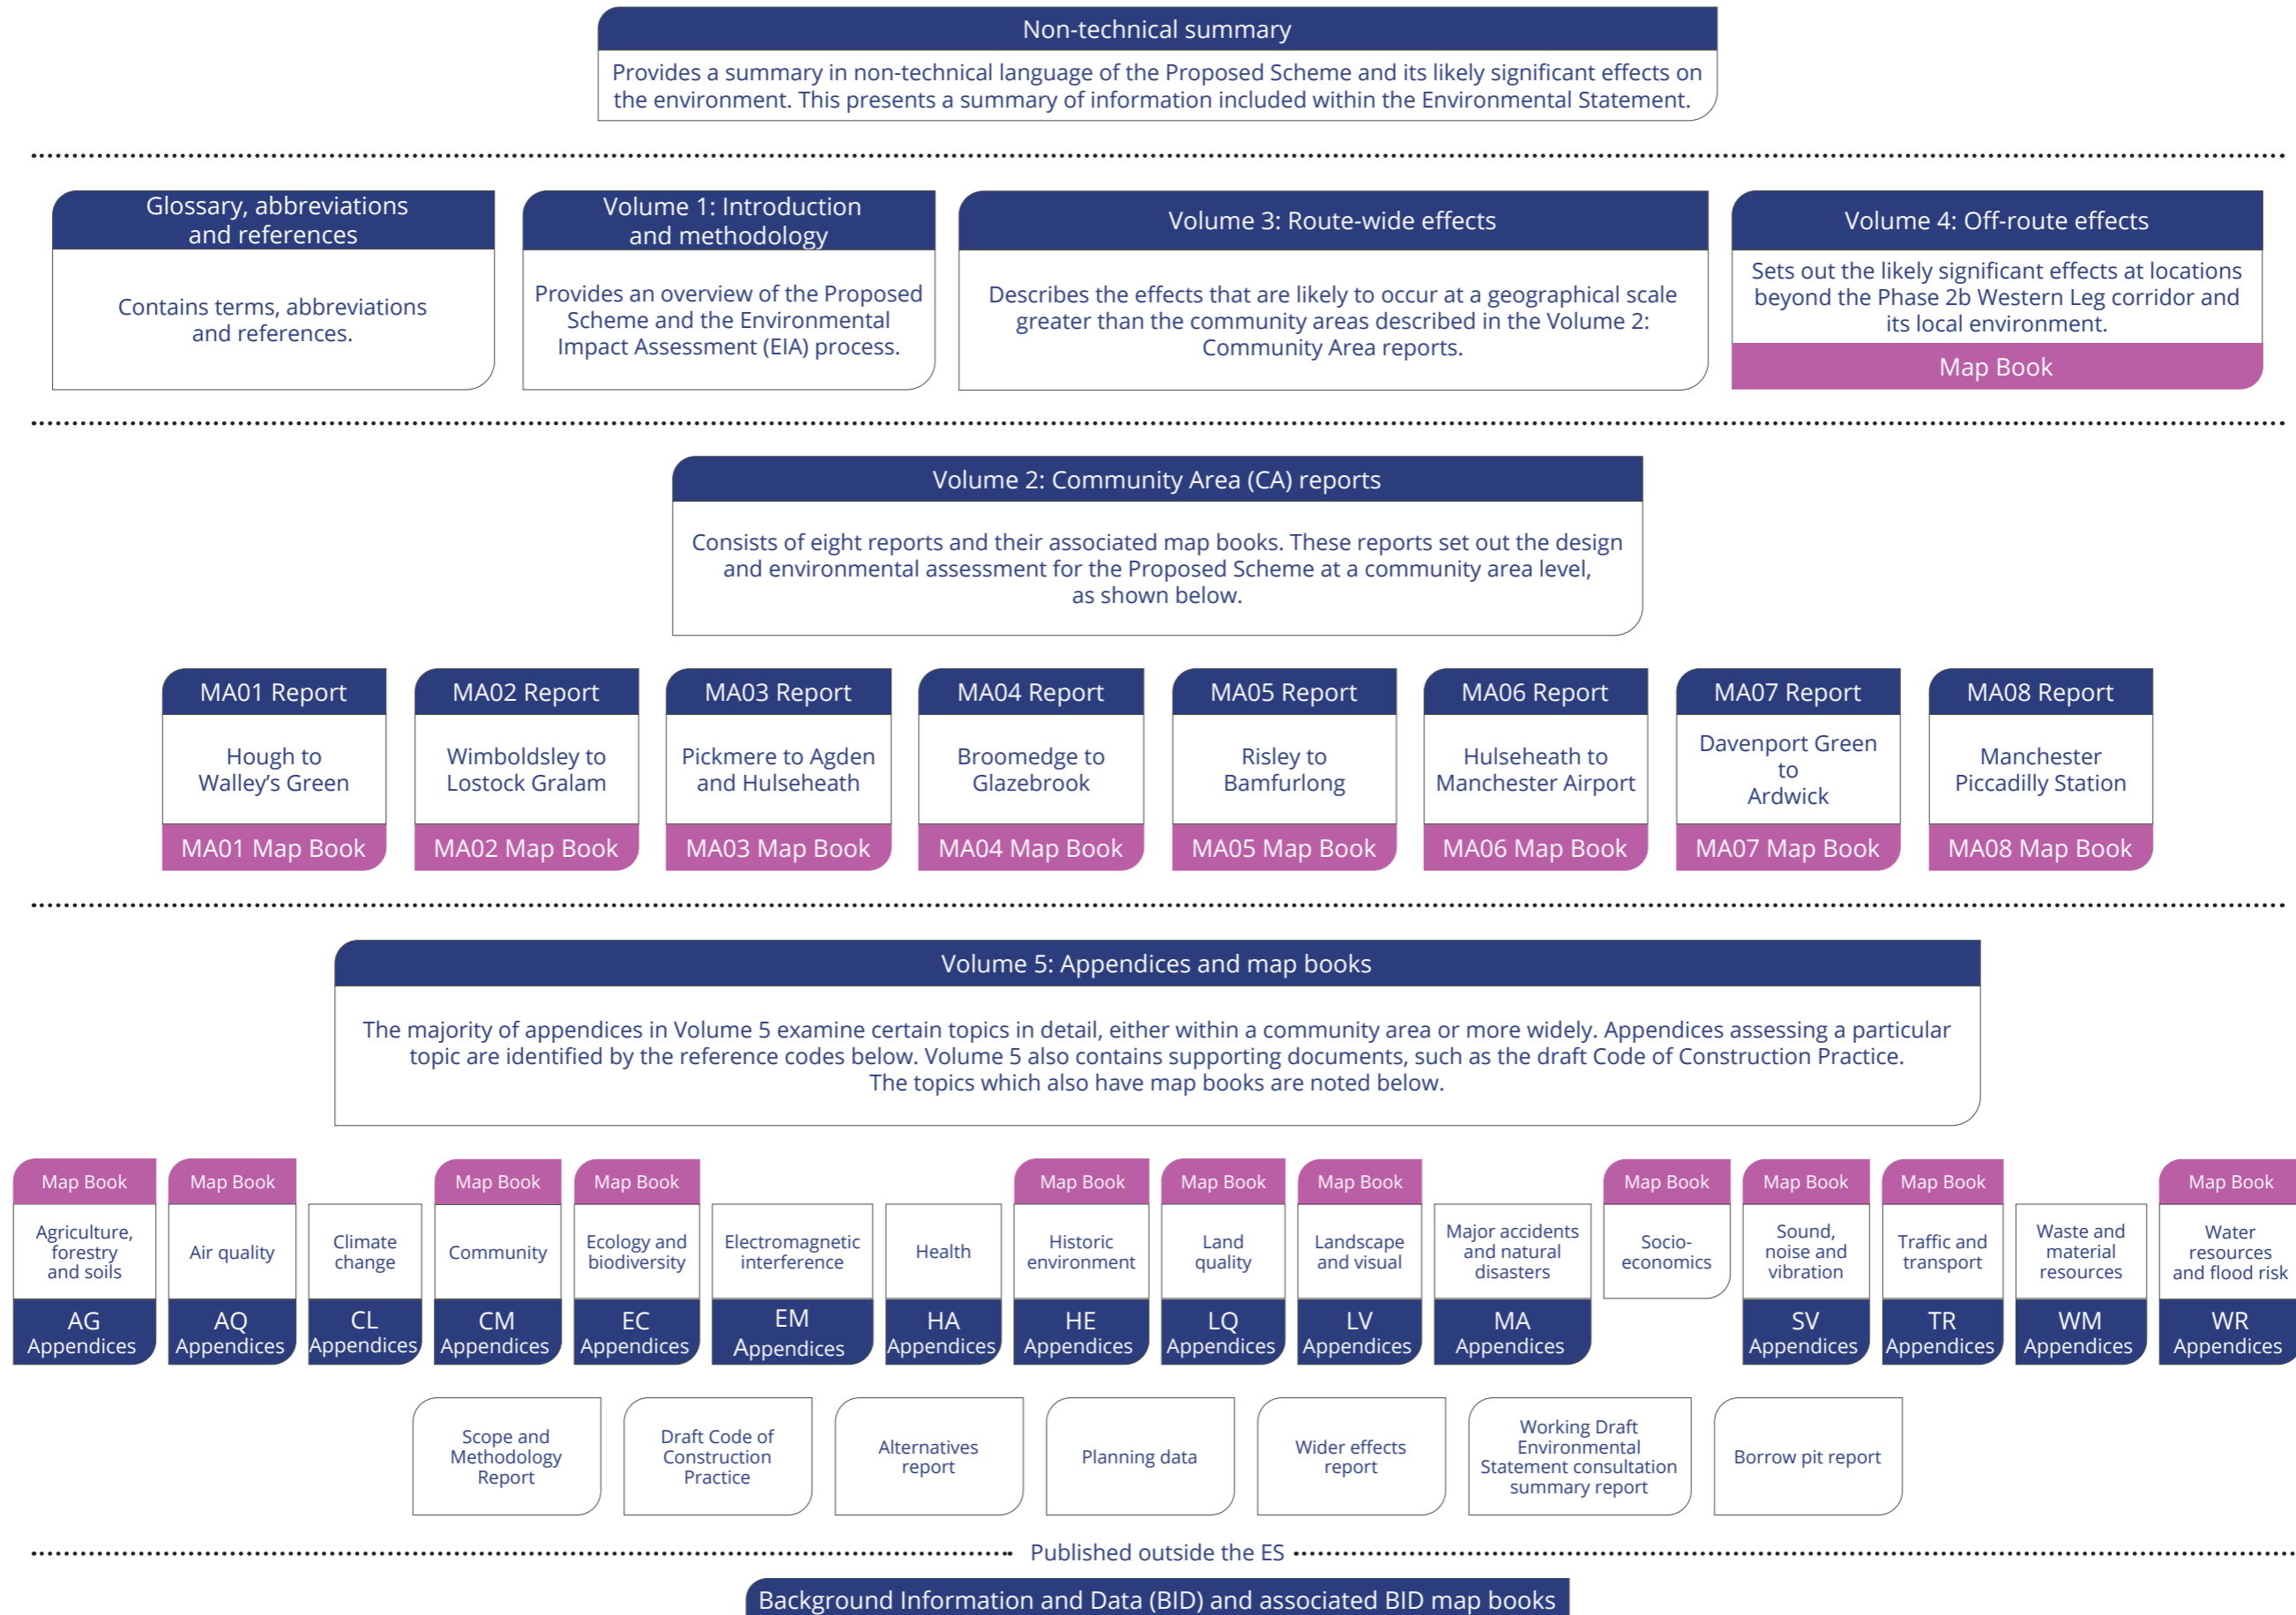 Non-technical summary
Provides a summary in non-technical language of the Proposed Scheme and its likely significant effects on
the environment. This presents a summary of information included within the Environmental Statement.
Glossary, abbreviations
and references
Contains terms, abbreviations
and references.
Volume 1: Introduction
and methodology
Provides an overview of the Proposed
Scheme and the Environmental
Impact Assessment (EIA) process.
Volume 3: Route-wide effects
Describes the effects that are likely to occur at a geographical scale
greater than the community areas described in the Volume 2:
Community Area reports.
Volume 4: Off-route effects
Sets out the likely significant effects at locations
beyond the Phase 2b Western Leg corridor and
its local environment.
Map Book
Volume 2: Community Area (CA) reports
Consists of eight reports and their associated map books. These reports set out the design
and environmental assessment for the Proposed Scheme at a community area level,
as shown below.
MA01 Report
Hough to
Walley's Green
MA01 Map Book
MA02 Report
Wimboldsley to
Lostock Gralam
MA02 Map Book
MA03 Report
Pickmere to Agden
and Hulseheath
MA03 Map Book
MA04 Report
Broomedge to
Glazebrook
MA04 Map Book
MA05 Report
Risley to
Bamfurlong
MA05 Map Book
MA06 Report
Hulseheath to
Manchester Airport
MA06 Map Book
MA07 Report
Davenport Green
to
Ardwick
MA07 Map Book
MA08 Report
Manchester
Piccadilly Station
MA08 Map Book
Volume 5: Appendices and map books
The majority of appendices in Volume 5 examine certain topics in detail, either within a community area or more widely. Appendices assessing a particular
topic are identified by the reference codes below. Volume 5 also contains supporting documents, such as the draft Code of Construction Practice.
The topics which also have map books are noted below.
Map Book
Agriculture,
forestry
and soils
AG
Appendices
Map Book
Air quality
AQ
Appendices
Climate
change
CL
Appendices
Map Book
Community
CM
Appendices
Map Book
Ecology and
biodiversity
EC
Appendices
Electromagnetic
interference
EM
Appendices
Health
HA
Appendices
Map Book
Historic
environment
HE
Appendices
Map Book
Land
quality
LQ
Appendices
Map Book
Landscape
and visual
LV
Appendices
Major accidents
and natural
disasters
MA
Appendices
Map Book
Socio-
economics
Map Book
Sound,
noise and
vibration
SV
Appendices
Map Book
Traffic and
transport
TR
Appendices
Waste and
material
resources
WM
Appendices
Map Book
Water
resources
and flood risk
WR
Appendices
Scope and
Methodology
Report
Draft Code of
Construction
Practice
Alternatives
report
Planning data
Wider effects
report
Working Draft
Environmental
Statement consultation
summary report
Borrow pit report
Published outside the ES
Background Information and Data (BID) and associated BID map books